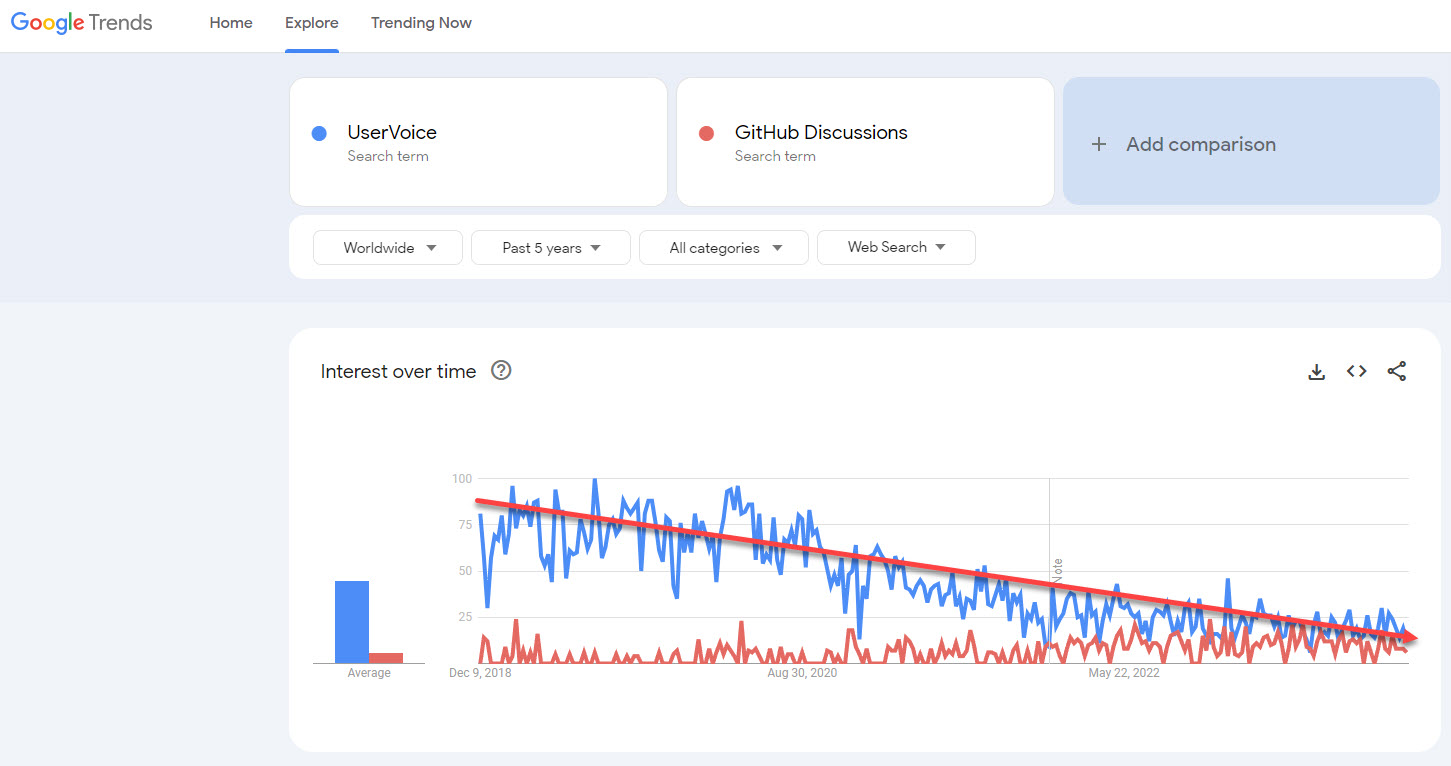 Google Trends Home Explore Trending Now
UserVoice
Search term
GitHub Discussions
Search term
+ Add comparison
Worldwide Past 5 years All categories Web Search
Interest over time ?
100
75
50
25
Note
Average
Dec 9, 2018 Aug 30, 2020 May 22, 2022